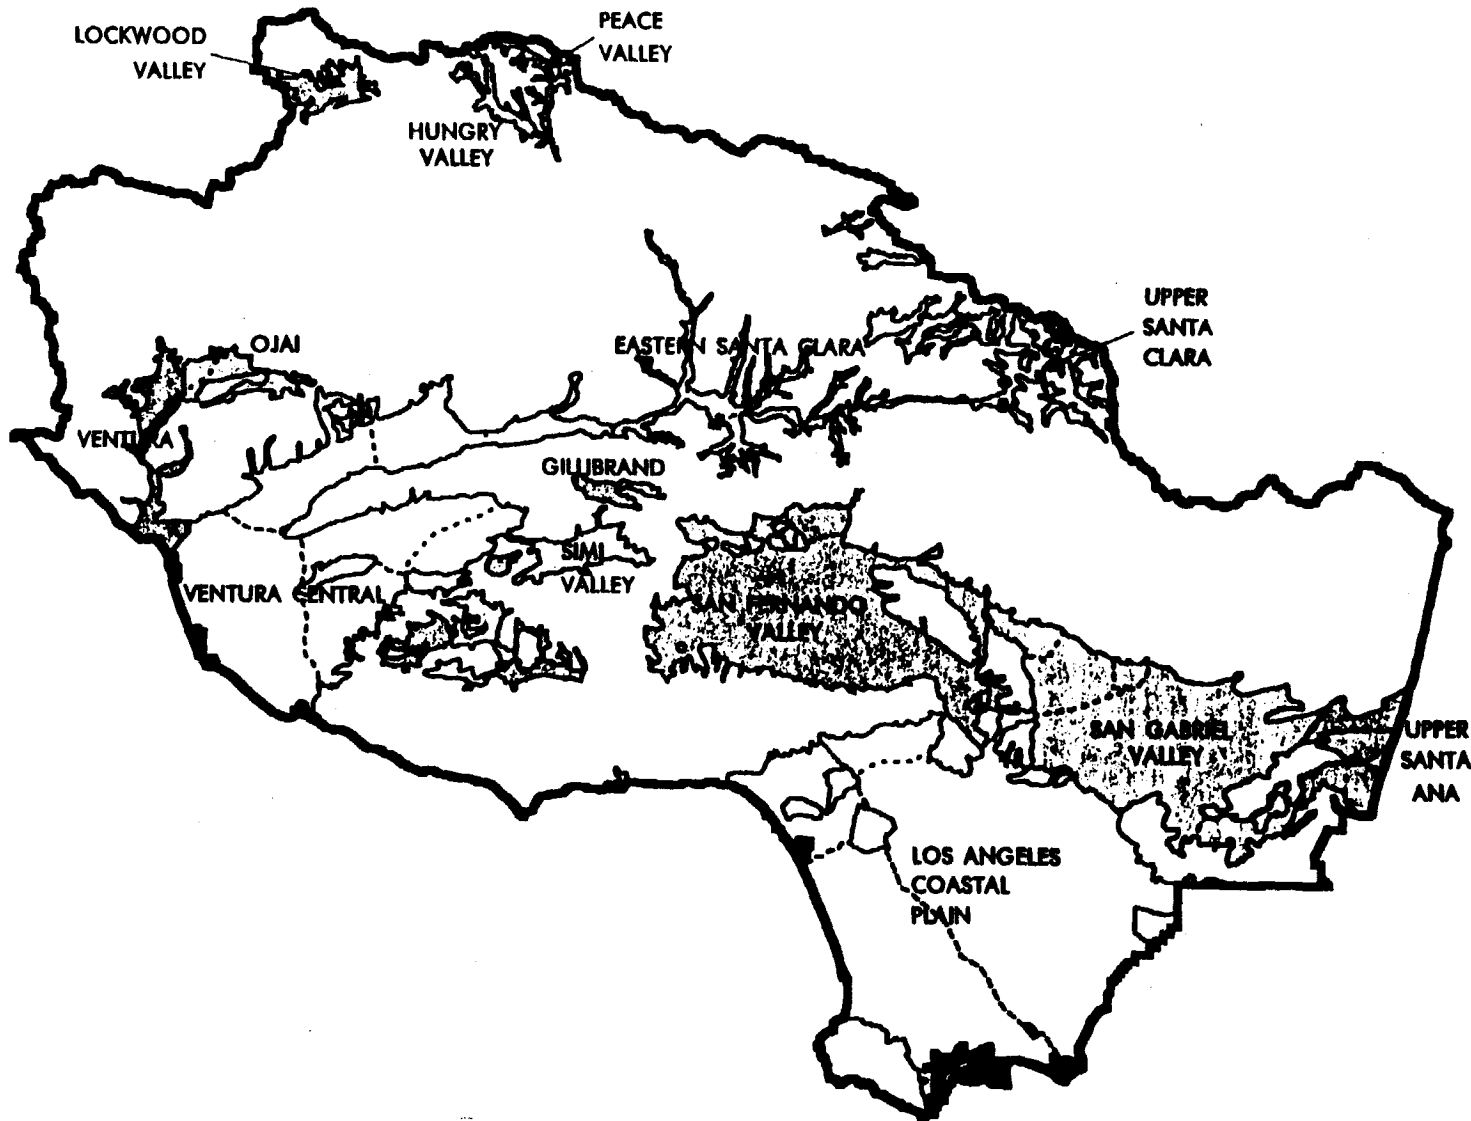 LOCKWOOD
VALLEY
PEACE
VALLEY
HUNGRY
VALLEY
UPPER
SANTA
CLARA
OJAI
EASTERN SANTA CLARA
VENTURA
GILLIBRAND
SIMI
VALLEY
VENTURA CENTRAL
SAN FERNANDO
VALLEY
SAN GABRIEL
VALLEY
UPPER
SANTA
ANA
LOS ANGELES
COASTAL
PLAIN